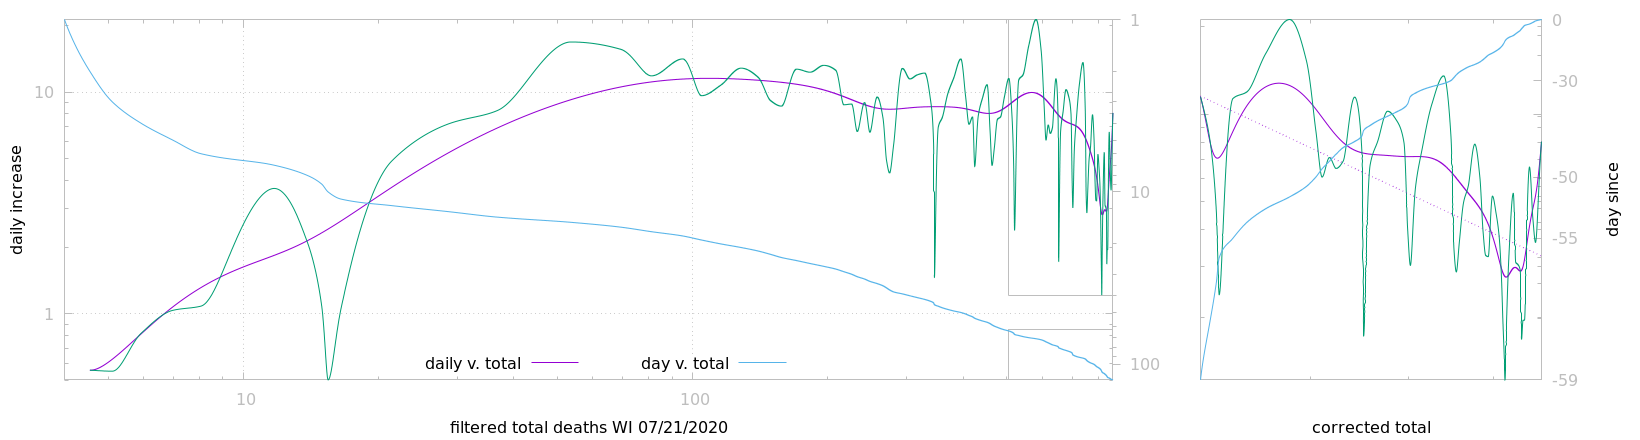 1
0
10
-30
daily increase
10
-50
day since
-55
1
daily v. total
day v. total
100
-59
10
100
filtered total deaths WI 07/21/2020
corrected total